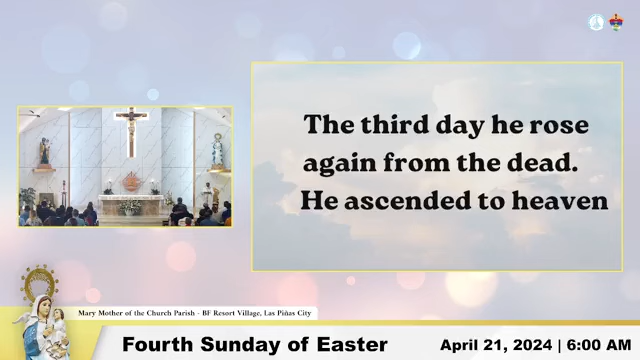 The third day he rose
again from the dead.
He ascended to heaven
Mary Mother of the Church Parish - BF Resort Village, Las Piñas City
Fourth Sunday of Easter
April 21, 2024 | 6:00 AM